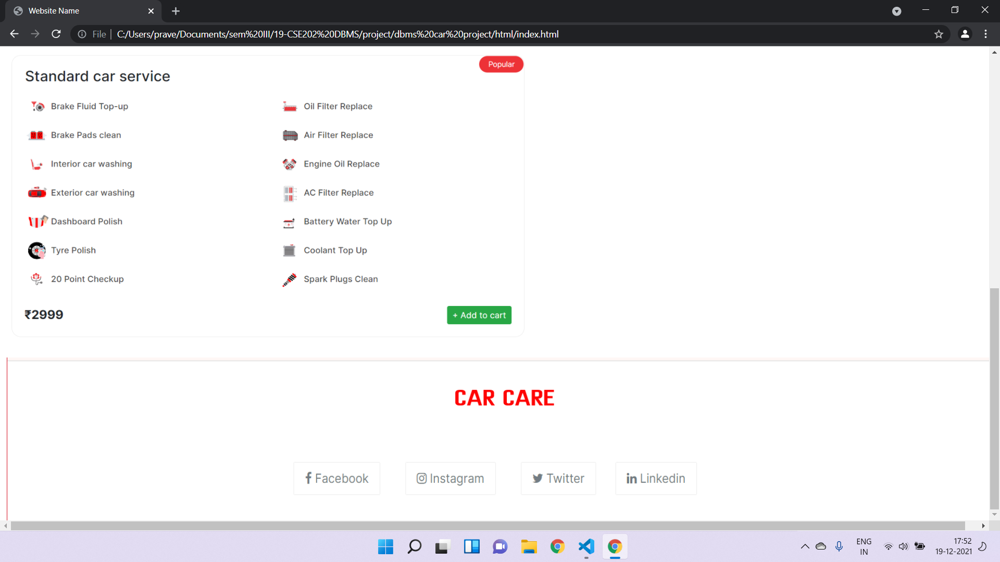 Website Name
File | C:/Users/prave/Documents/sem%20III/19-CSE202%20DBMS/project/dbms%20car%20project/html/index.html
Popular
Standard car service
Brake Fluid Top-up
Oil Filter Replace
Brake Pads clean
Air Filter Replace
Interior car washing
Engine Oil Replace
Exterior car washing
AC Filter Replace
Dashboard Polish
Battery Water Top Up
Tyre Polish
Coolant Top Up
20 Point Checkup
Spark Plugs Clean
₹2999
+ Add to cart
CAR CARE
Facebook
Instagram
Twitter
Linkedin
ENG
IN
17:52
19-12-2021